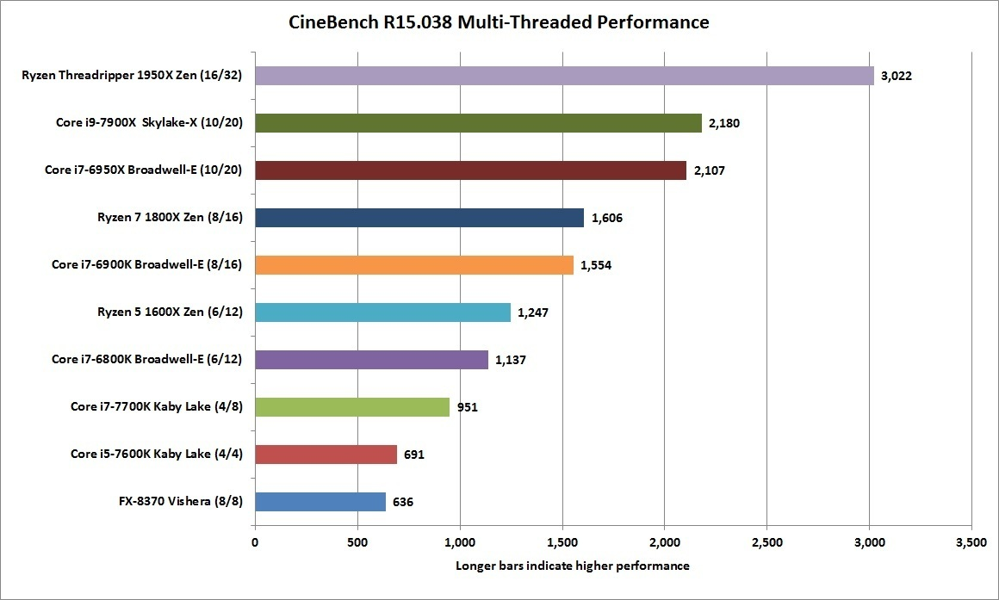 CineBench R15.038 Multi-Threaded Performance
Ryzen Threadripper 1950X Zen (16/32)
3,022
Core i9-7900X  Skylake-X (10/20)
2,180
Core i7-6950X Broadwell-E (10/20)
2,107
Ryzen 7 1800X Zen (8/16)
1,606
Core i7-6900K Broadwell-E (8/16)
1,554
Ryzen 5 1600X Zen (6/12)
1,247
Core i7-6800K Broadwell-E (6/12)
1,137
Core i7-7700K Kaby Lake (4/8)
951
Core i5-7600K Kaby Lake (4/4)
691
FX-8370 Vishera (8/8)
636
0 500 1,000 1,500 2,000 2,500 3,000 3,500
Longer bars indicate higher performance